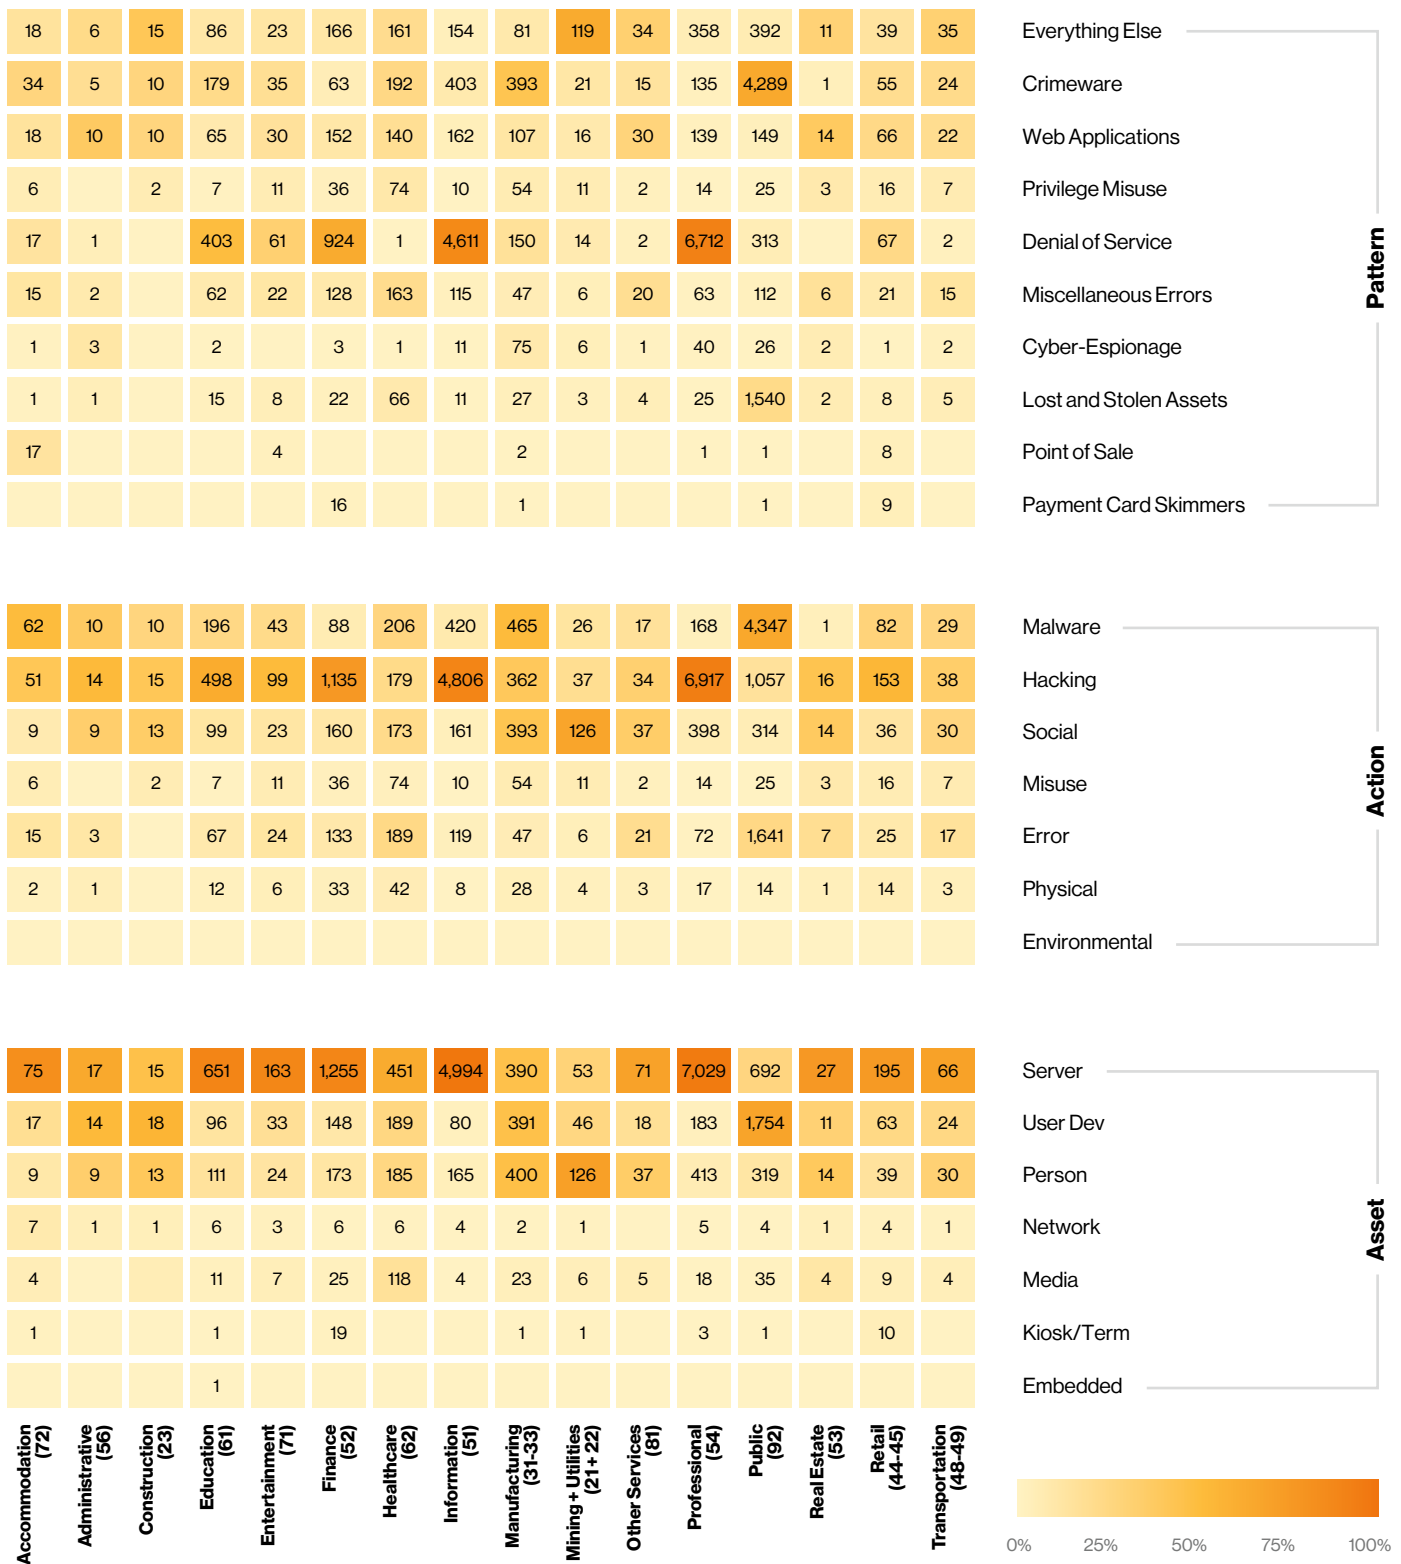 18 6 15 86 23 166 161 154 81 119 34 358 392 11 39 35 Everything Else
34 5 10 179 35 63 192 403 393 21 15 135 4,289 1 55 24 Crimeware
18 10 10 65 30 152 140 162 107 16 30 139 149 14 66 22 Web Applications
6 2 7 11 36 74 10 54 11 2 14 25 3 16 7 Privilege Misuse
17 1 403 61 924 1 4,611 150 14 2 6,712 313 67 2 Denial of Service
15 2 62 22 128 163 115 47 6 20 63 112 6 21 15 Miscellaneous Errors
1 3 2 3 1 11 75 6 1 40 26 2 1 2 Cyber-Espionage
1 1 15 8 22 66 11 27 3 4 25 1,540 2 8 5 Lost and Stolen Assets
17 4 2 1 1 8 Point of Sale
16 1 1 9 Payment Card Skimmers
Pattern
62 10 10 196 43 88 206 420 465 26 17 168 4,347 1 82 29 Malware
51 14 15 498 99 1,135 179 4,806 362 37 34 6,917 1,057 16 153 38 Hacking
9 9 13 99 23 160 173 161 393 126 37 398 314 14 36 30 Social
6 2 7 11 36 74 10 54 11 2 14 25 3 16 7 Misuse
15 3 67 24 133 189 119 47 6 21 72 1,641 7 25 17 Error
2 1 12 6 33 42 8 28 4 3 17 14 1 14 3 Physical
Environmental
Action
75 17 15 651 163 1,255 451 4,994 390 53 71 7,029 692 27 195 66 Server
17 14 18 96 33 148 189 80 391 46 18 183 1,754 11 63 24 User Dev
9 9 13 111 24 173 185 165 400 126 37 413 319 14 39 30 Person
7 1 1 6 3 6 6 4 2 1 5 4 1 4 1 Network
4 11 7 25 118 4 23 6 5 18 35 4 9 4 Media
1 1 19 1 1 3 1 10 Kiosk/Term
1 Embedded
Asset
Accommodation
(72)
Administrative
(56)
Construction
(23)
Education
(61)
Entertainment
(71)
Finance
(52)
Healthcare
(62)
Information
(51)
Manufacturing
(31-33)
Mining + Utilities
(21+ 22)
Other Services
(81)
Professional
(54)
Public
(92)
Real Estate
(53)
Retail
(44-45)
Transportation
(48-49)
0% 25% 50% 75% 100%